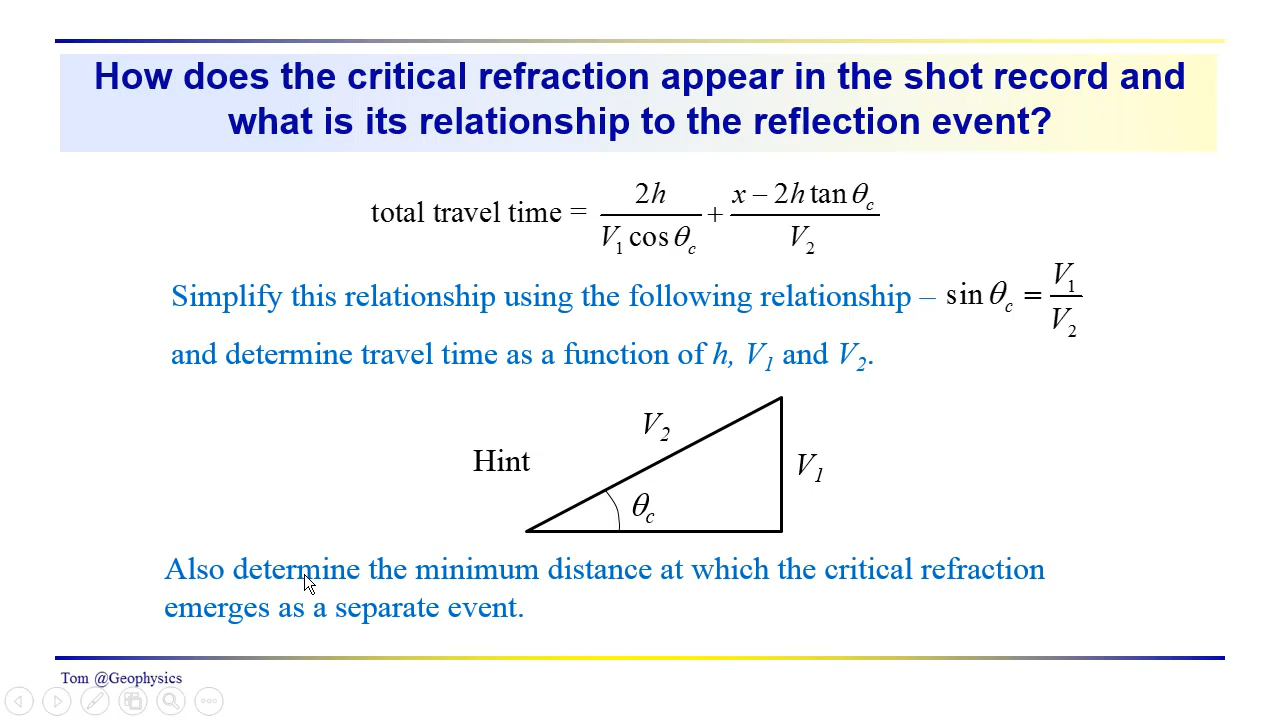 How does the critical refraction appear in the shot record and
what is its relationship to the reflection event?
total travel time = 2h / (V₁ cos θc) + (x − 2h tan θc) / V₂
Simplify this relationship using the following relationship – sin θc = V₁ / V₂
and determine travel time as a function of h, V₁ and V₂.
V₂
Hint
V₁
θc
Also determine the minimum distance at which the critical refraction
emerges as a separate event.
Tom @Geophysics